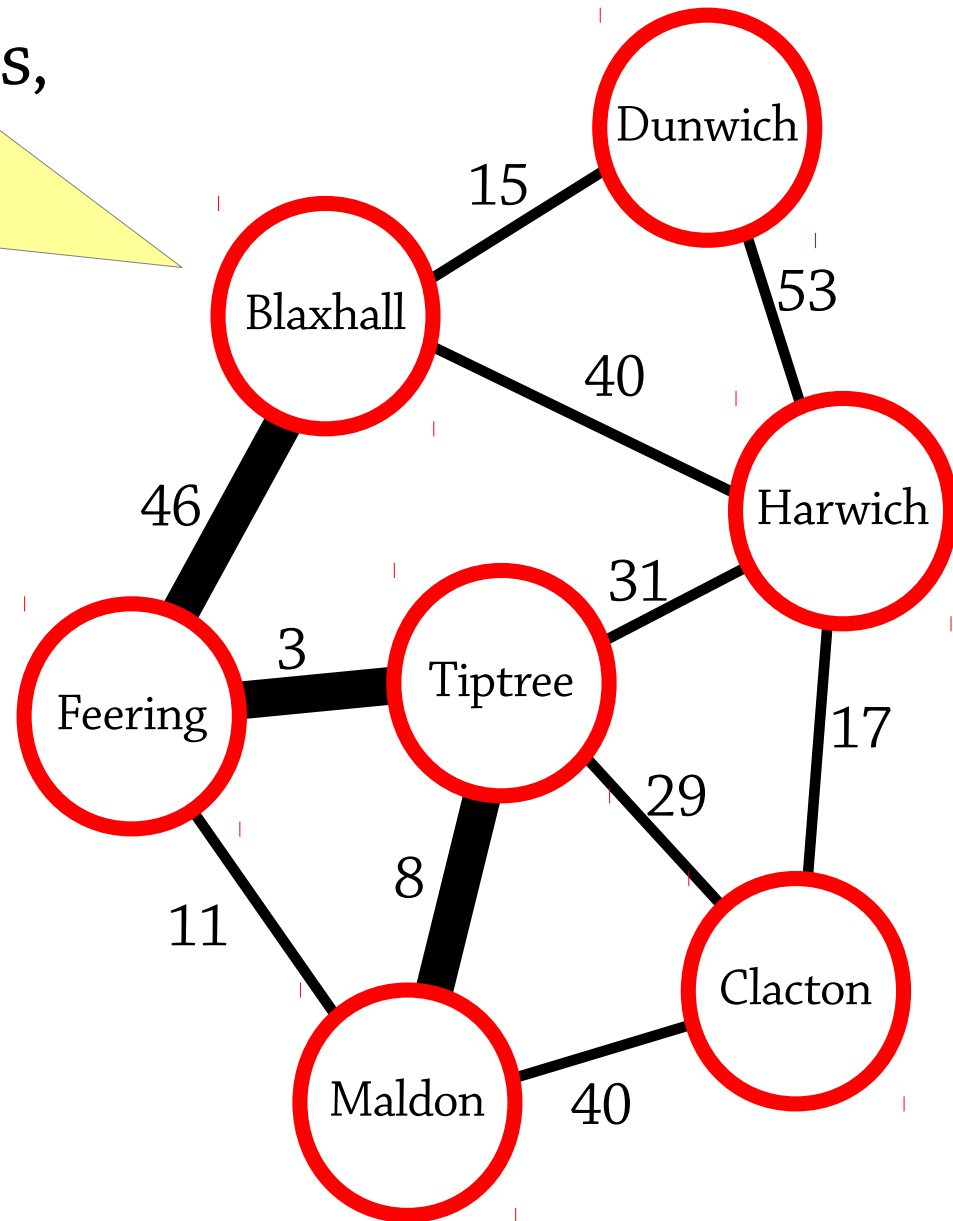 s,
Dunwich
15
53
Blaxhall
40
46
Harwich
31
3
Tiptree
Feering
17
29
8
11
Clacton
Maldon
40